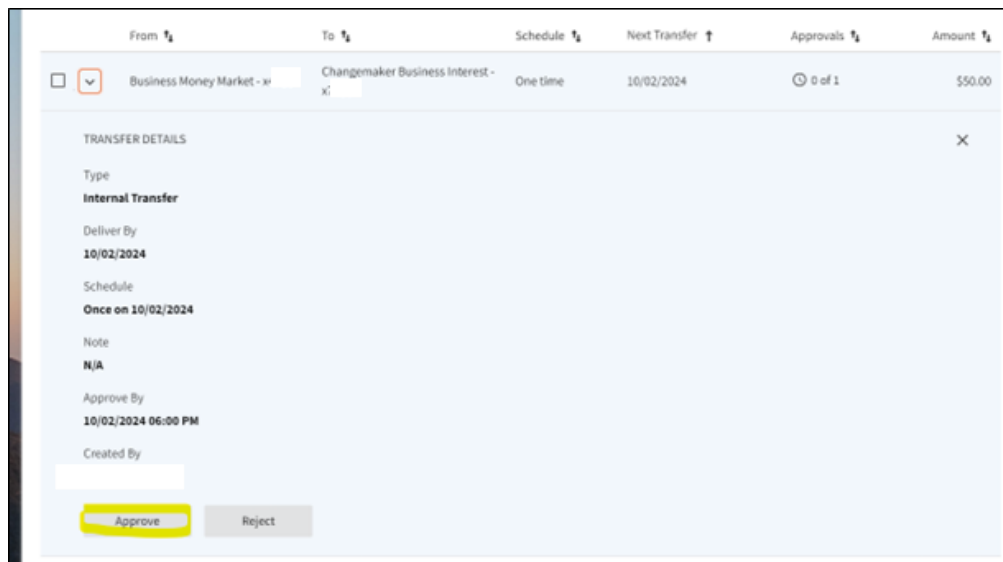 From To Schedule Next Transfer Approvals Amount
Business Money Market - x
Changemaker Business Interest -
x
One time 10/02/2024 0 of 1 $50.00
TRANSFER DETAILS
Type
Internal Transfer
Deliver By
10/02/2024
Schedule
Once on 10/02/2024
Note
N/A
Approve By
10/02/2024 06:00 PM
Created By
Approve Reject